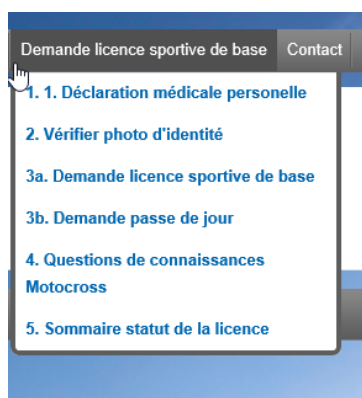 Demande licence sportive de base Contact
1. 1. Déclaration médicale personelle
2. Vérifier photo d'identité
3a. Demande licence sportive de base
3b. Demande passe de jour
4. Questions de connaissances
Motocross
5. Sommaire statut de la licence